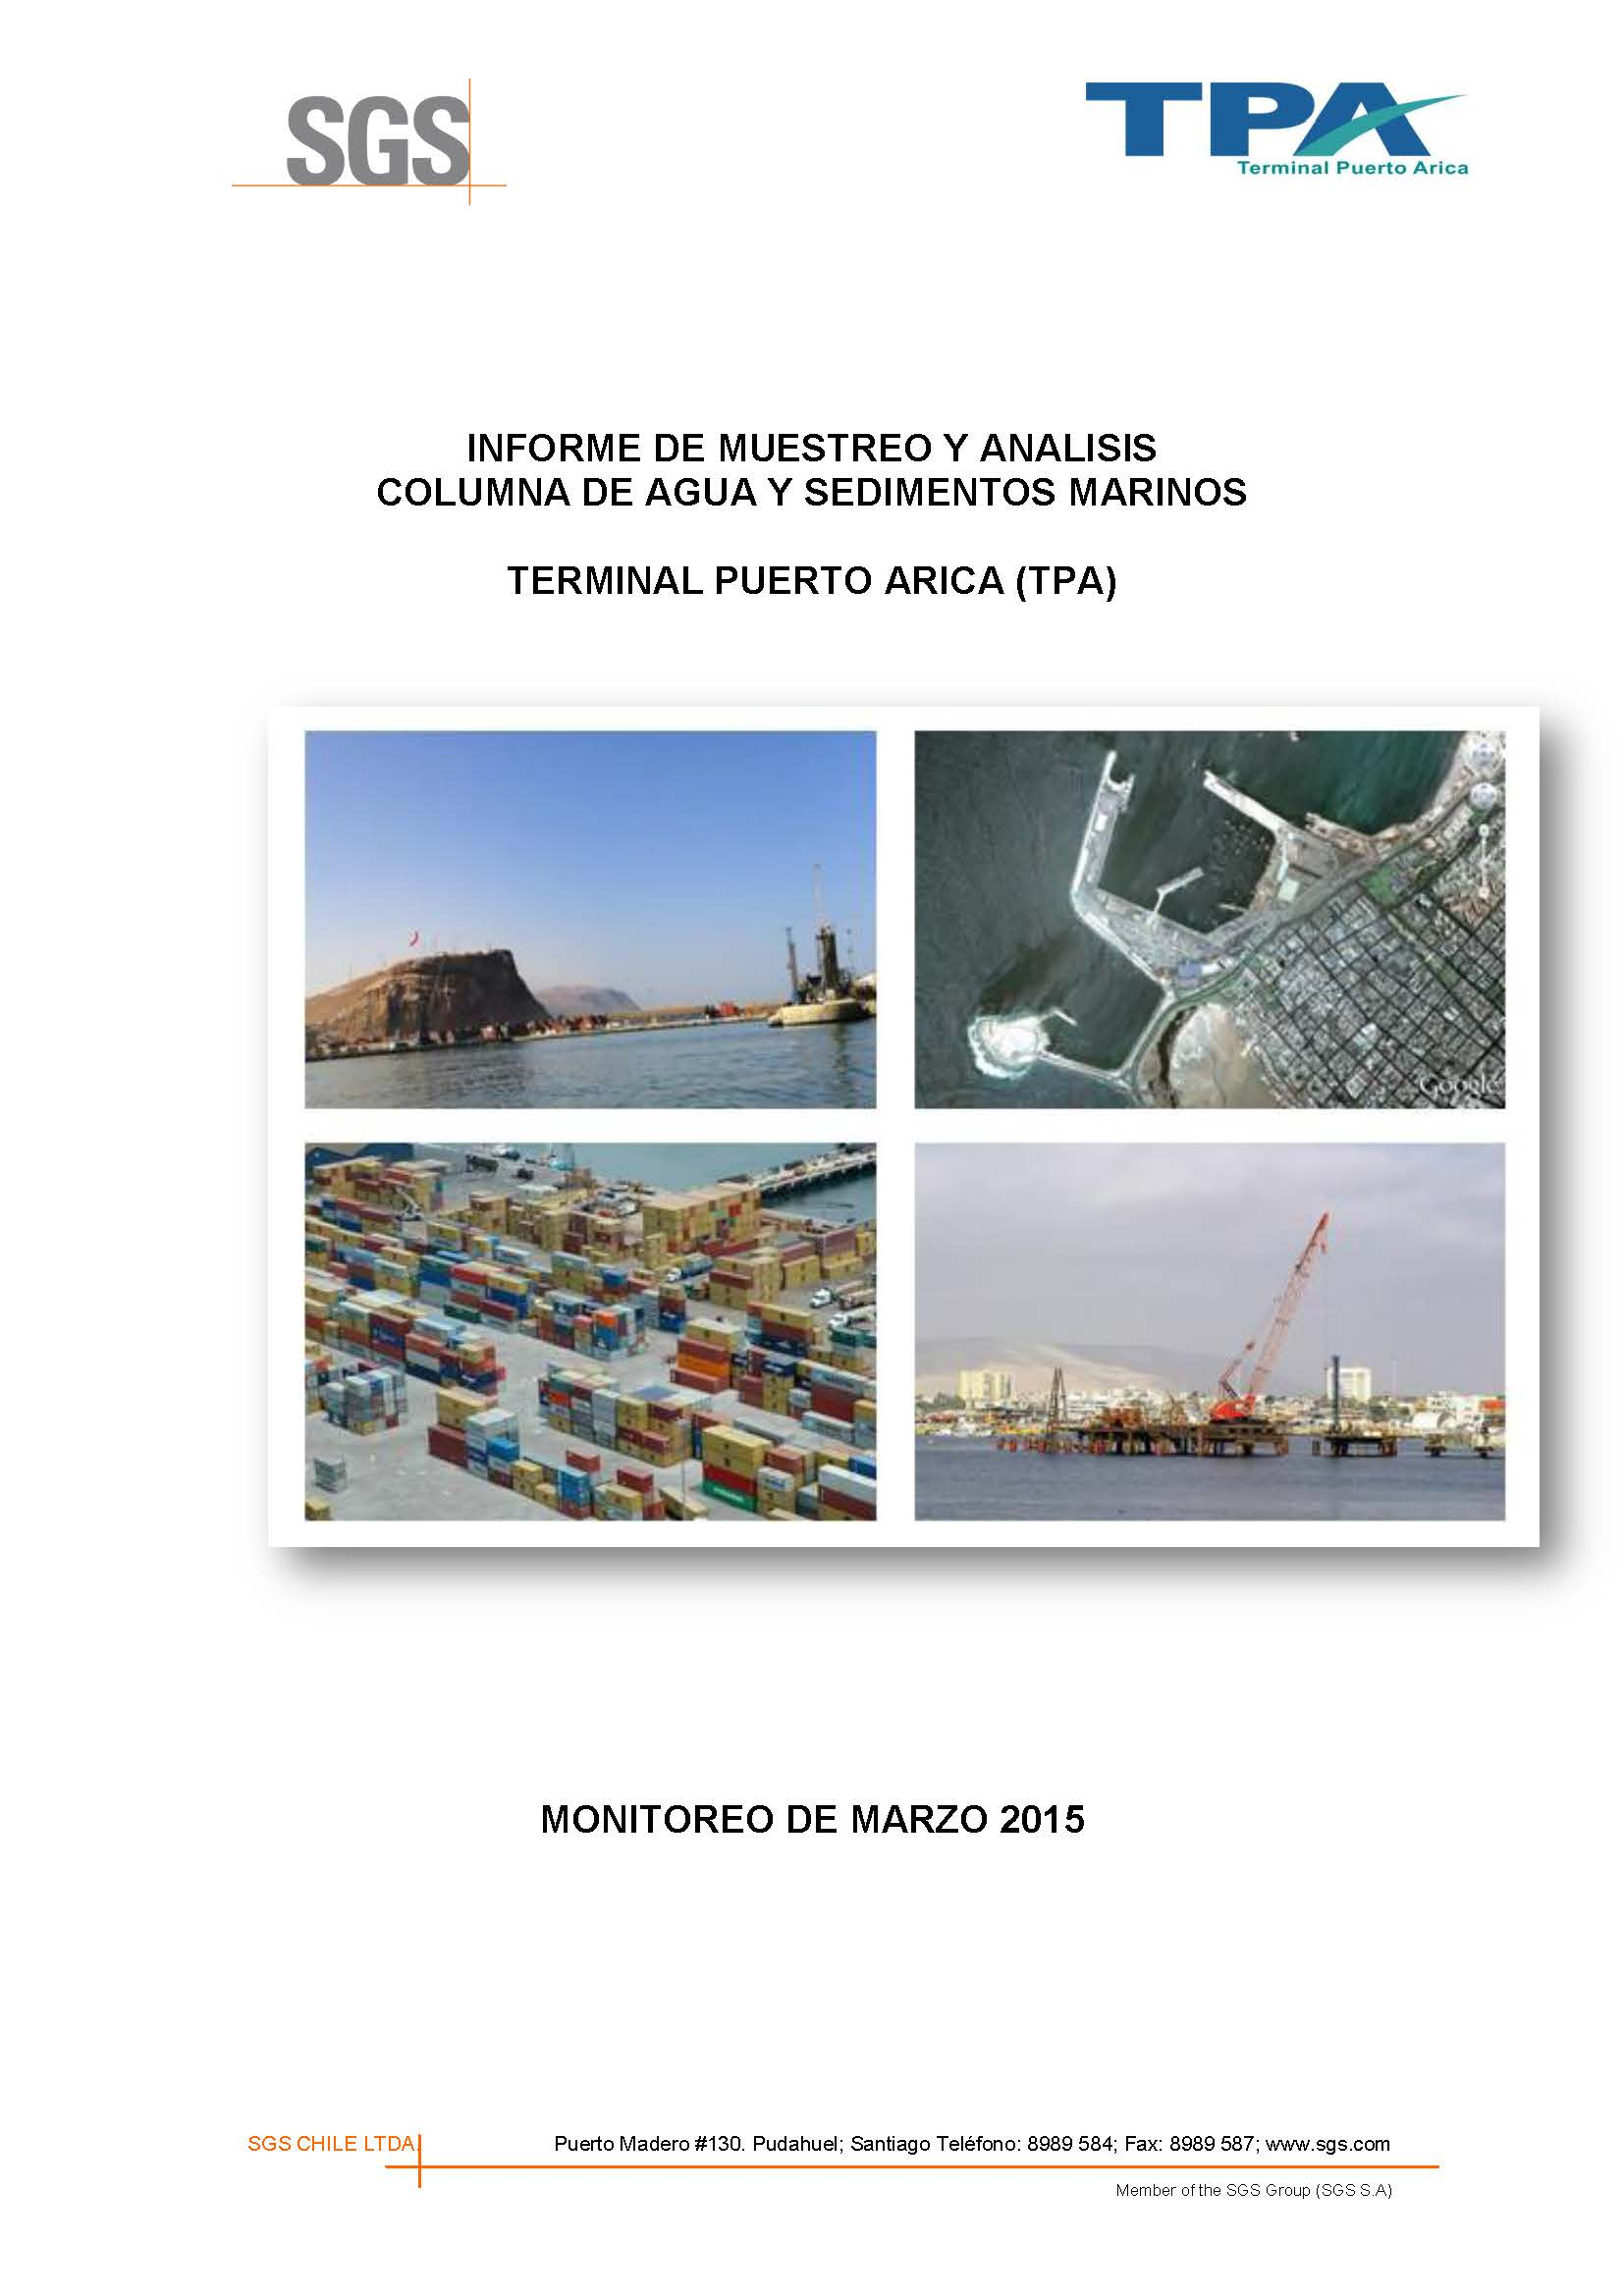 SGS
TPA
Terminal Puerto Arica
INFORME DE MUESTREO Y ANALISIS
COLUMNA DE AGUA Y SEDIMENTOS MARINOS
TERMINAL PUERTO ARICA (TPA)
Google
MONITOREO DE MARZO 2015
SGS CHILE LTDA.
Puerto Madero #130. Pudahuel; Santiago Teléfono: 8989 584; Fax: 8989 587; www.sgs.com
Member of the SGS Group (SGS S.A)